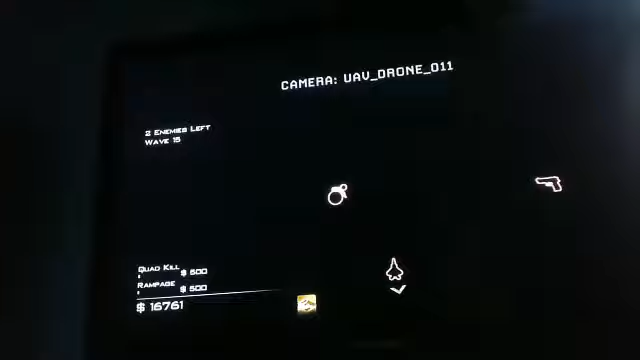 CAMERA: UAV_DRONE_011
2 ENEMIES LEFT
WAVE 15
QUAD KILL $ 500
RAMPAGE $ 500
$ 16761